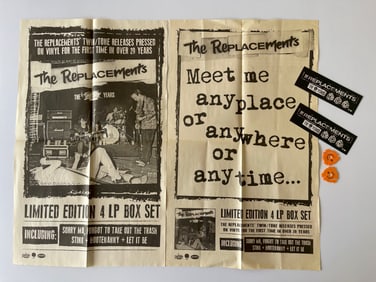 THE REPLACEMENTS' TWIN/TONE RELEASES PRESSED
ON VINYL FOR THE FIRST TIME IN OVER 20 YEARS
The Replacements
THE YEARS
LIMITED EDITION 4 LP BOX SET
INCLUDING:
SORRY MA, FORGOT TO TAKE OUT THE TRASH
STINK + HOOTENANNY + LET IT BE
The Replacements
Meet me
anyplace
or
anywhere
or
anytime...
The Replacements
LIMITED EDITION 4 LP BOX SET
THE REPLACEMENTS' TWIN/TONE RELEASES PRESSED
ON VINYL FOR THE FIRST TIME IN OVER 20 YEARS
INCLUDING:
SORRY MA, FORGOT TO TAKE OUT THE TRASH
STINK + HOOTENANNY + LET IT BE
THE REPLACEMENTS
THE REPLACEMENTS